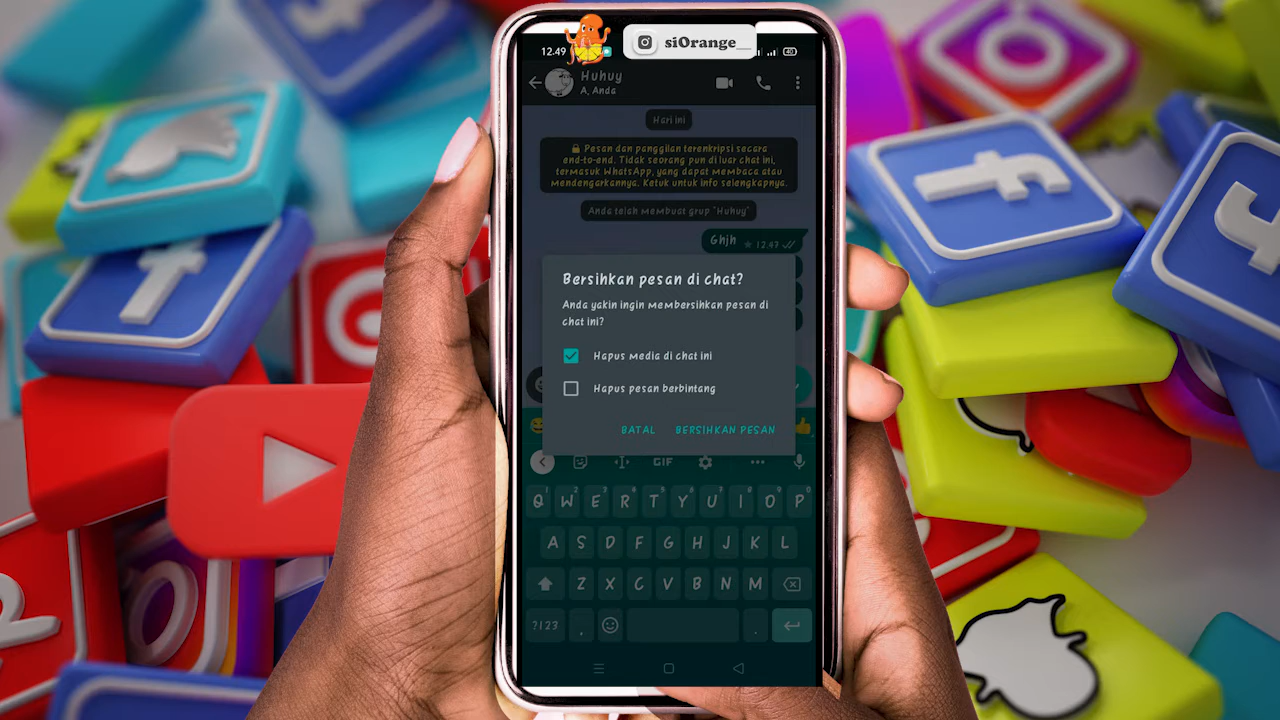 siOrange__
12.49
Huhuy
A, Anda
Hari ini
Pesan dan panggilan terenkripsi secara
end-to-end. Tidak seorang pun di luar chat ini,
termasuk WhatsApp, yang dapat membaca atau
mendengarkannya. Ketuk untuk info selengkapnya.
Anda telah membuat grup "Huhuy"
Ghjh 12.47
Bersihkan pesan di chat?
Anda yakin ingin membersihkan pesan di
chat ini?
Hapus media di chat ini
Hapus pesan berbintang
BATAL BERSIHKAN PESAN
GIF
Q W E R T Y U I O P
A S D F G H J K L
Z X C V B N M
?123 , .